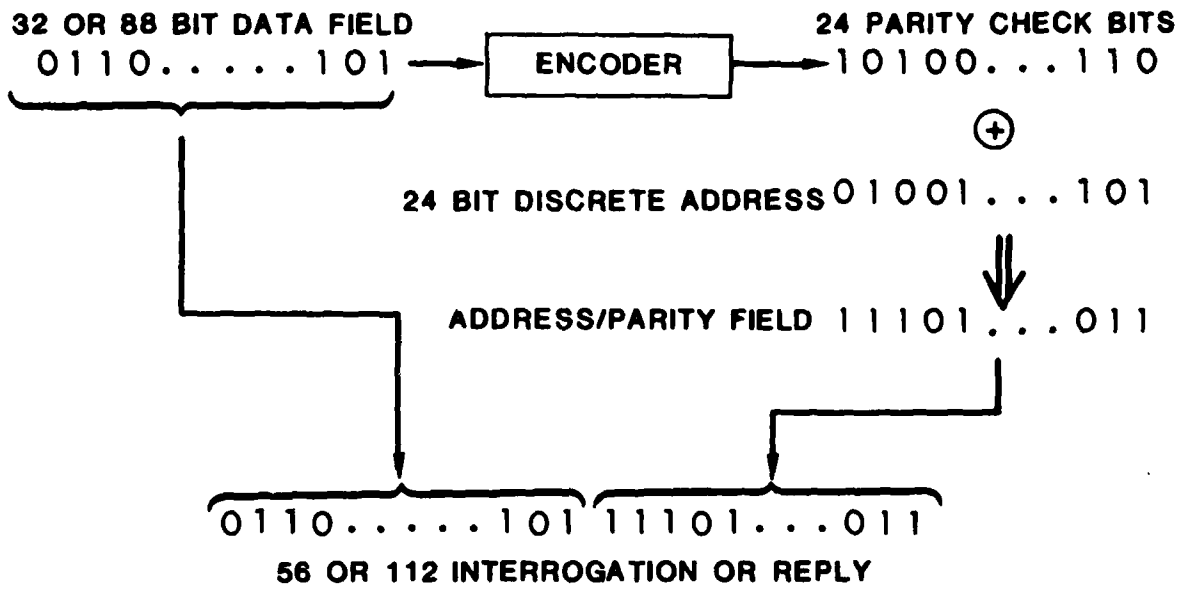 32 OR 88 BIT DATA FIELD
0110.....101
ENCODER
24 PARITY CHECK BITS
10100...110
+
24 BIT DISCRETE ADDRESS 01001...101
ADDRESS/PARITY FIELD 11101...011
0110.....101 11101...011
56 OR 112 INTERROGATION OR REPLY